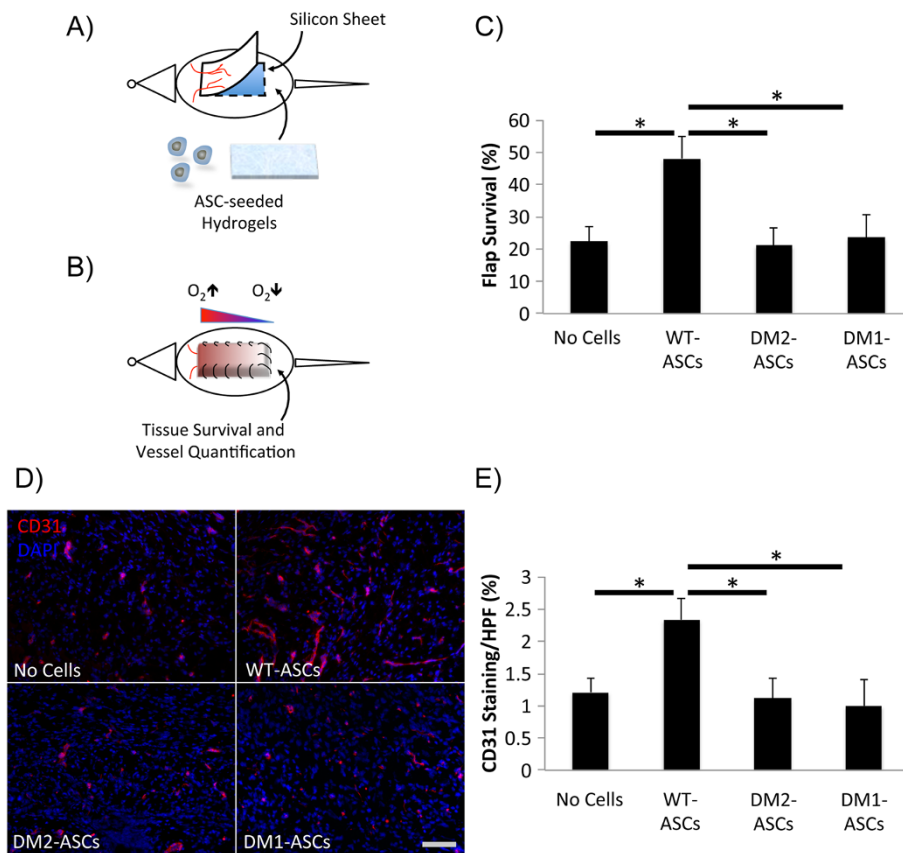 A)
Silicon Sheet
ASC-seeded
Hydrogels
B)
O₂↑
O₂↓
Tissue Survival and
Vessel Quantification
C)
Flap Survival (%)
60
50
40
30
20
10
0
*
*
*
No Cells
WT-
ASCs
DM2-
ASCs
DM1-
ASCs
D)
CD31
DAPI
No Cells
WT-ASCs
DM2-ASCs
DM1-ASCs
E)
CD31 Staining/HPF (%)
3
2.5
2
1.5
1
0.5
0
*
*
*
No Cells
WT-
ASCs
DM2-
ASCs
DM1-
ASCs